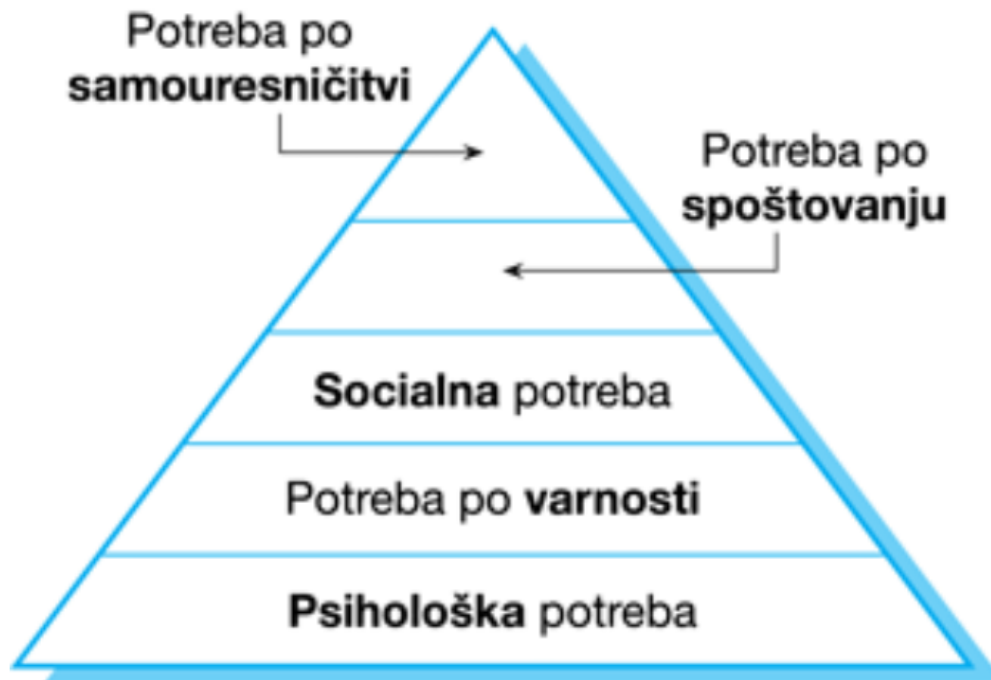 Potreba po
samouresničitvi
Potreba po
spoštovanju
Socialna potreba
Potreba po varnosti
Psihološka potreba